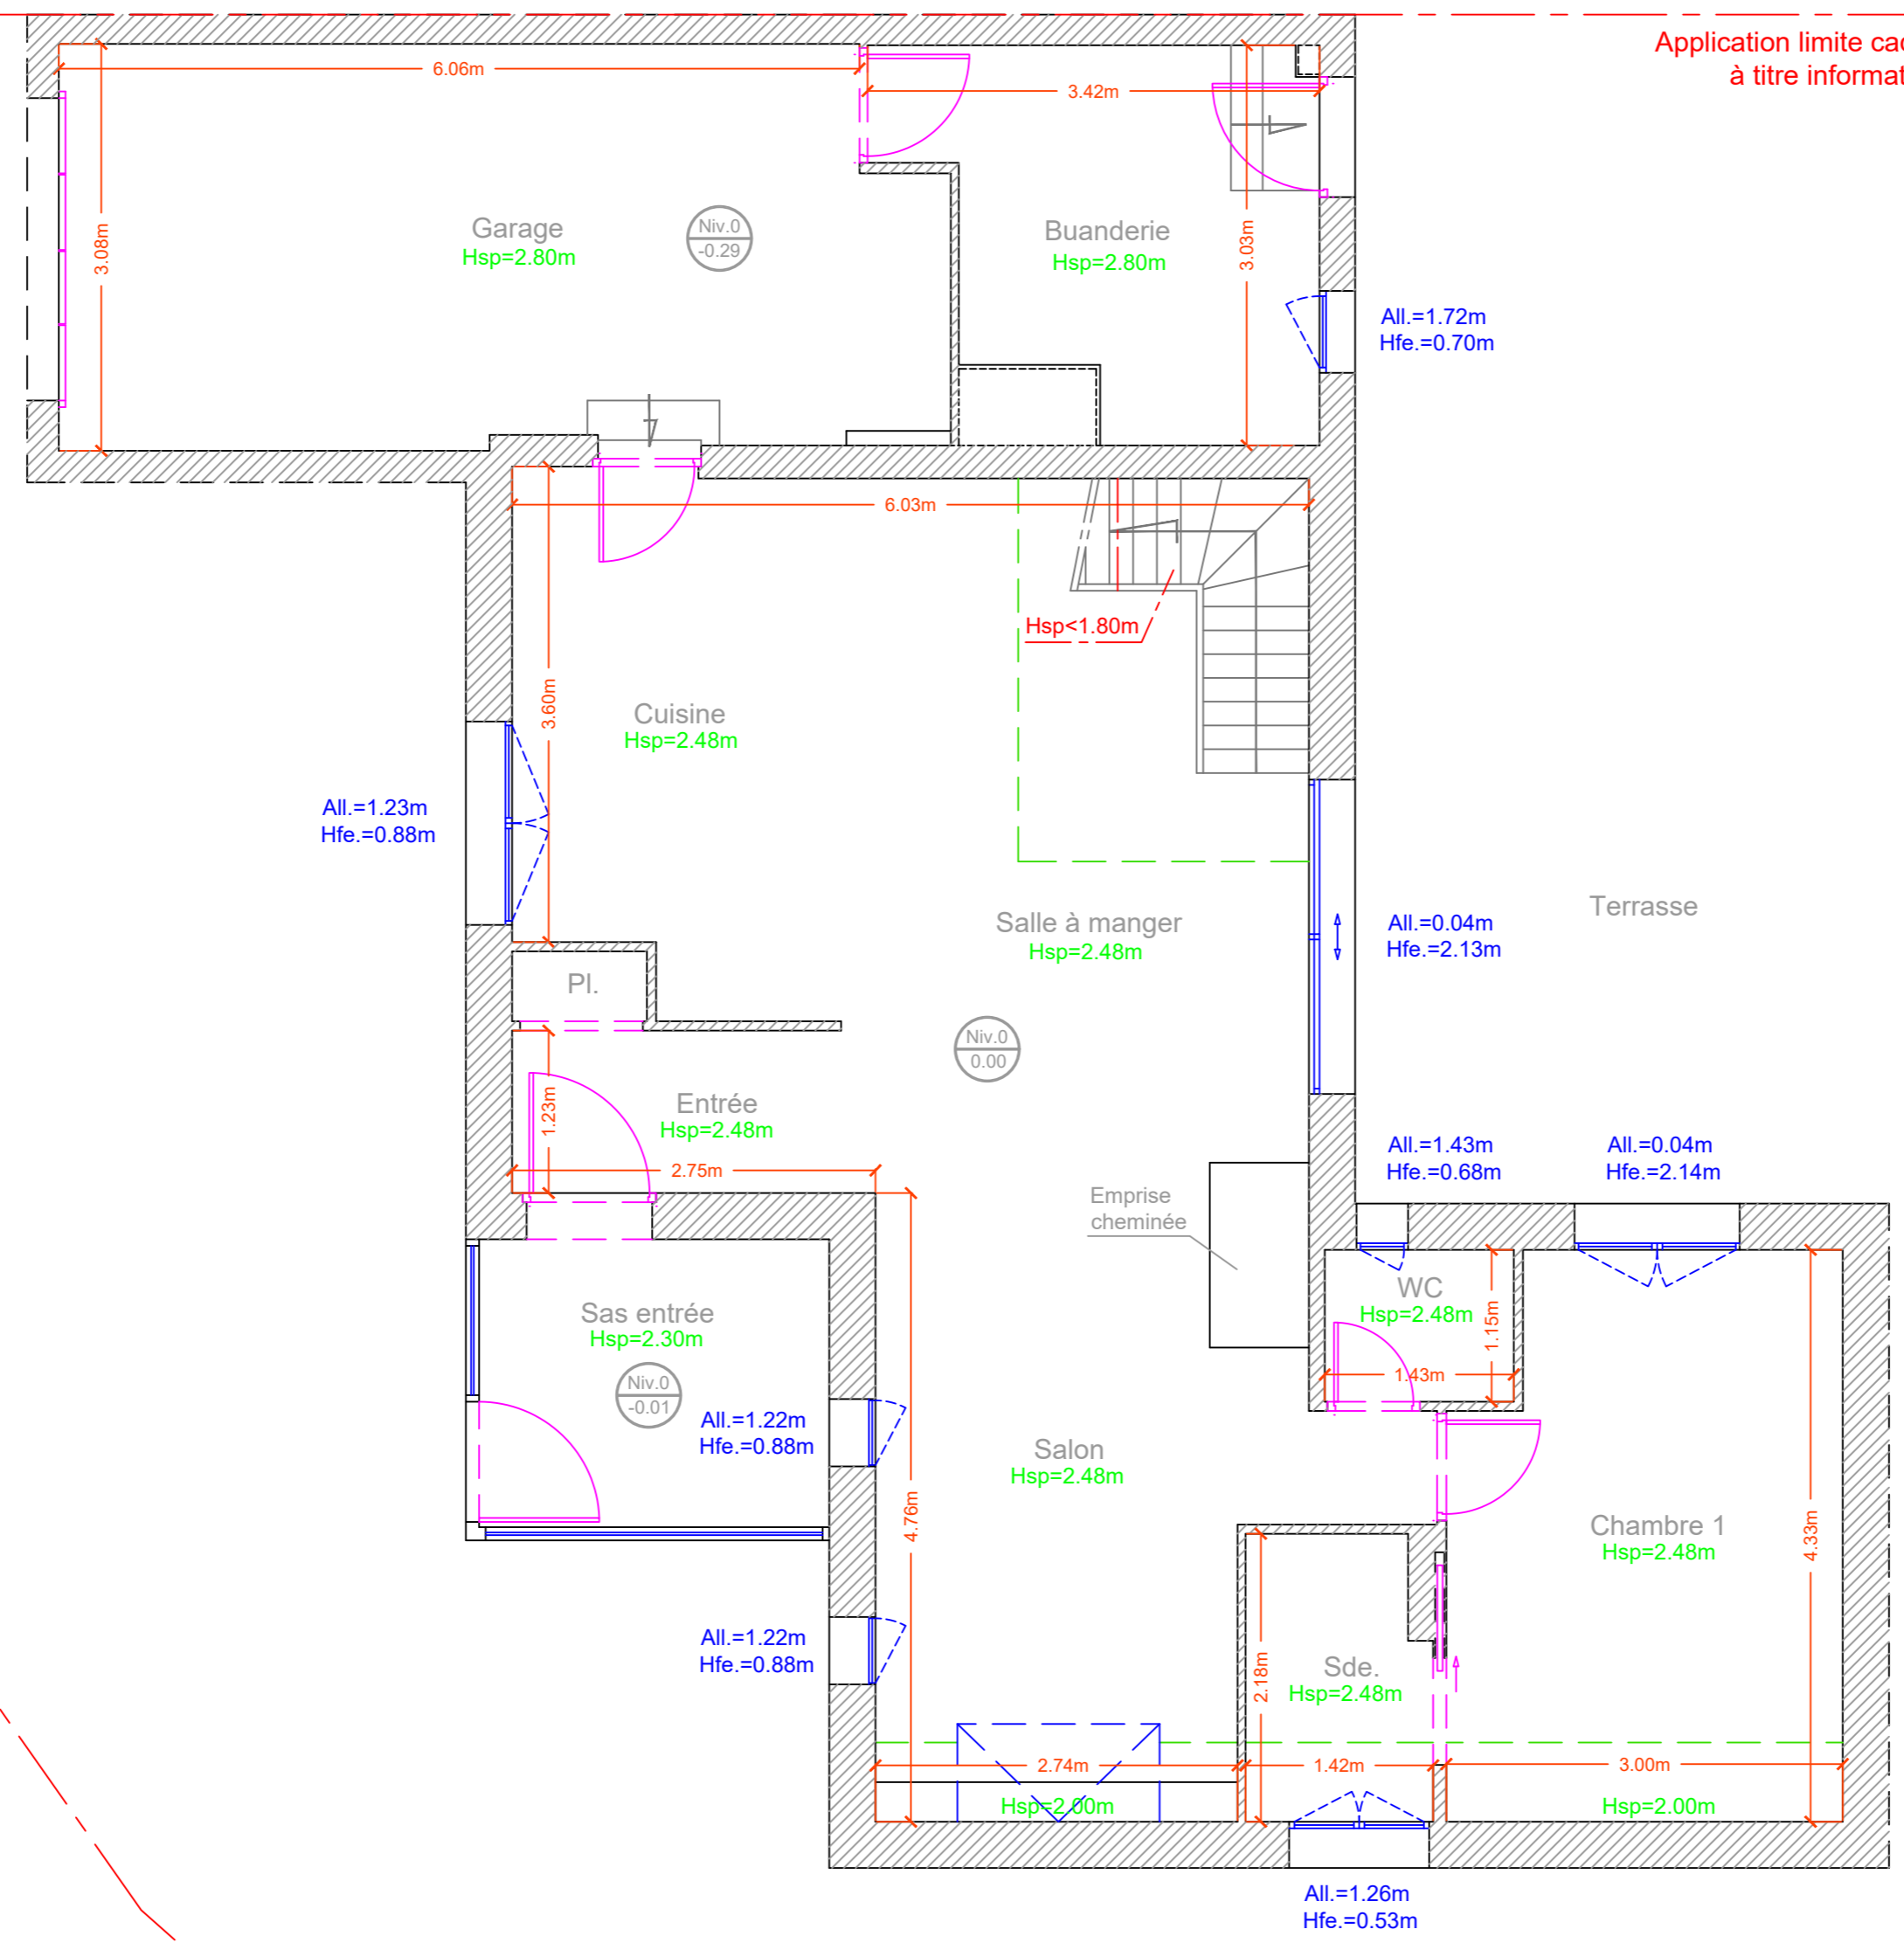 Application limite
à titre
6.06m
3.42m
Garage
Hsp=2.80m
Niv.0
-0.29
Buanderie
Hsp=2.80m
3.08m
3.03m
All.=1.72m
Hfe.=0.70m
6.03m
Hsp<1.80m
3.60m
Cuisine
Hsp=2.48m
All.=1.23m
Hfe.=0.88m
Salle à manger
Hsp=2.48m
Terrasse
All.=0.04m
Hfe.=2.13m
Pl.
Niv.0
0.00
Entrée
Hsp=2.48m
1.23m
2.75m
All.=1.43m
Hfe.=0.68m
All.=0.04m
Hfe.=2.14m
Emprise
cheminée
WC
Hsp=2.48m
1.15m
1.43m
Sas entrée
Hsp=2.30m
Niv.0
-0.01
All.=1.22m
Hfe.=0.88m
Salon
Hsp=2.48m
4.76m
Chambre 1
Hsp=2.48m
4.33m
All.=1.22m
Hfe.=0.88m
2.18m
Sde.
Hsp=2.48m
2.74m
1.42m
3.00m
Hsp=2.00m
Hsp=2.00m
All.=1.26m
Hfe.=0.53m